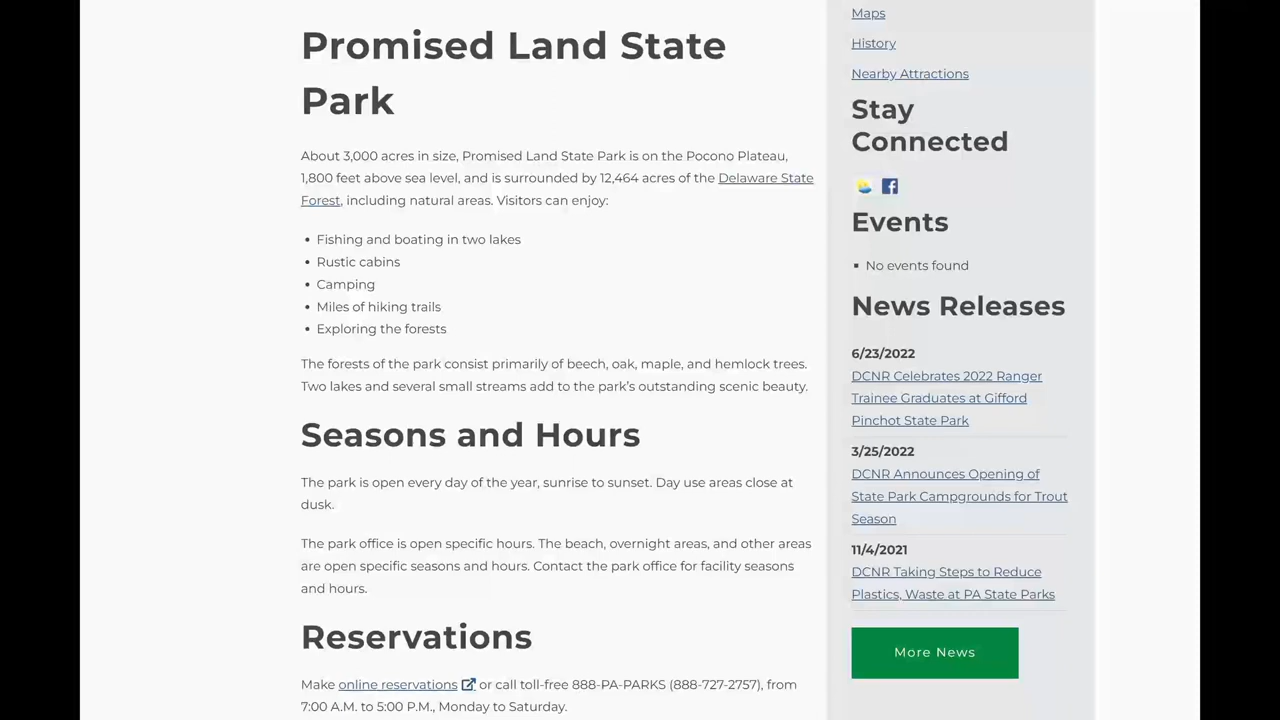 Promised Land State
Park
About 3,000 acres in size, Promised Land State Park is on the Pocono Plateau,
1,800 feet above sea level, and is surrounded by 12,464 acres of the Delaware State
Forest, including natural areas. Visitors can enjoy:
• Fishing and boating in two lakes
• Rustic cabins
• Camping
• Miles of hiking trails
• Exploring the forests
The forests of the park consist primarily of beech, oak, maple, and hemlock trees.
Two lakes and several small streams add to the park’s outstanding scenic beauty.
Seasons and Hours
The park is open every day of the year, sunrise to sunset. Day use areas close at
dusk.
The park office is open specific hours. The beach, overnight areas, and other areas
are open specific seasons and hours. Contact the park office for facility seasons
and hours.
Reservations
Make online reservations or call toll-free 888-PA-PARKS (888-727-2757), from
7:00 A.M. to 5:00 P.M., Monday to Saturday.
Maps
History
Nearby Attractions
Stay
Connected
Events
▪ No events found
News Releases
6/23/2022
DCNR Celebrates 2022 Ranger
Trainee Graduates at Gifford
Pinchot State Park
3/25/2022
DCNR Announces Opening of
State Park Campgrounds for Trout
Season
11/4/2021
DCNR Taking Steps to Reduce
Plastics, Waste at PA State Parks
More News